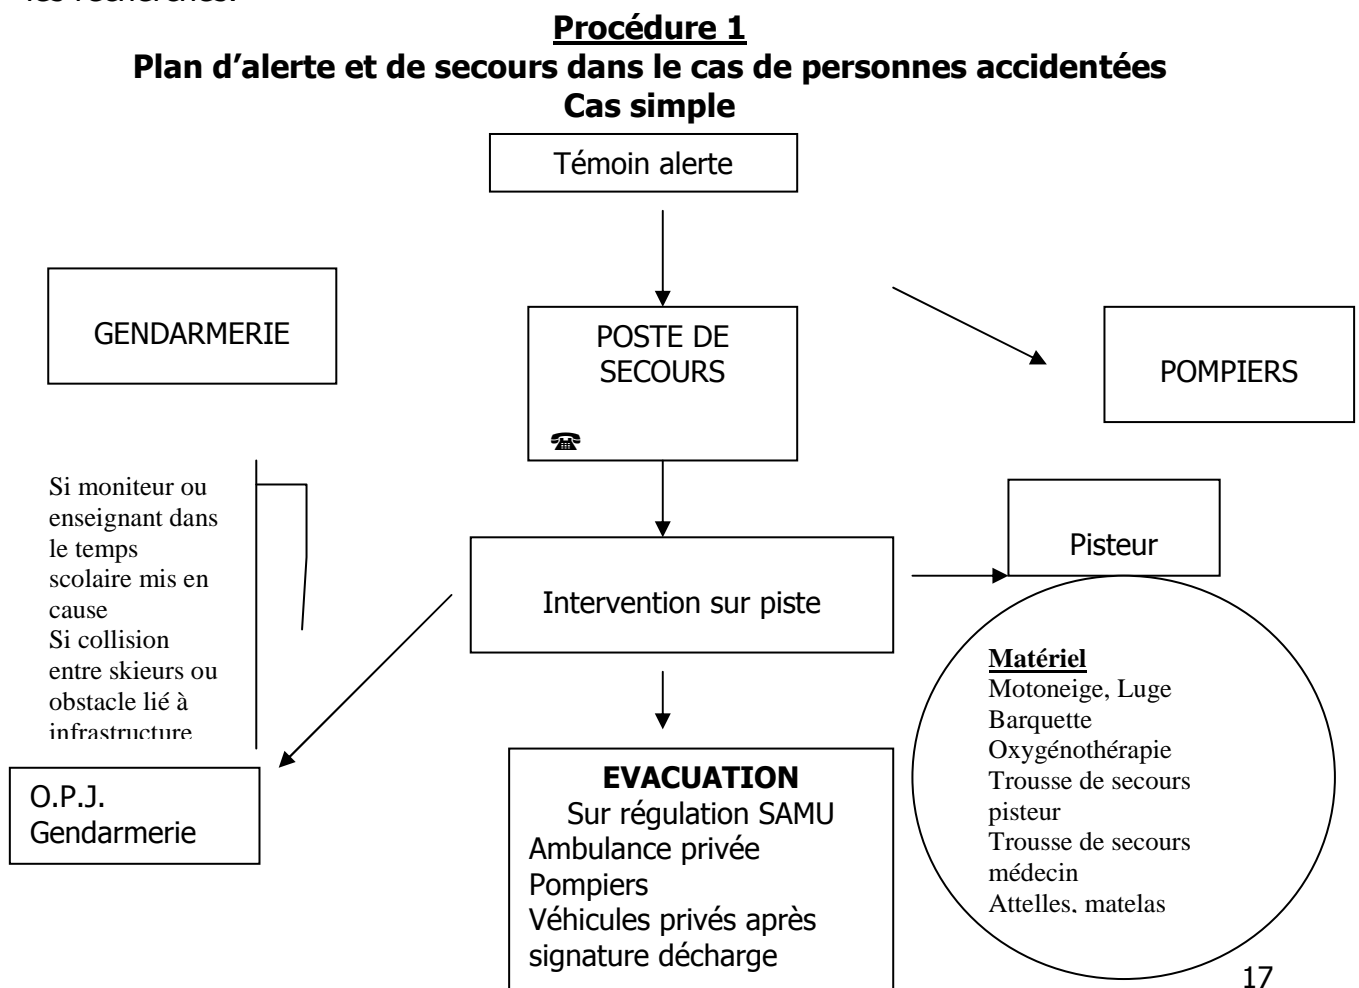 les recherches.
Procédure 1
Plan d’alerte et de secours dans le cas de personnes accidentées
Cas simple
Témoin alerte
GENDARMERIE
POSTE DE
SECOURS
☎
POMPIERS
Si moniteur ou
enseignant dans
le temps
scolaire mis en
cause
Si collision
entre skieurs ou
obstacle lié à
infrastructure
Pisteur
Intervention sur piste
Matériel
Motoneige, Luge
Barquette
Oxygénothérapie
Trousse de secours
pisteur
Trousse de secours
médecin
Attelles, matelas
O.P.J.
Gendarmerie
EVACUATION
Sur régulation SAMU
Ambulance privée
Pompiers
Véhicules privés après
signature décharge
17